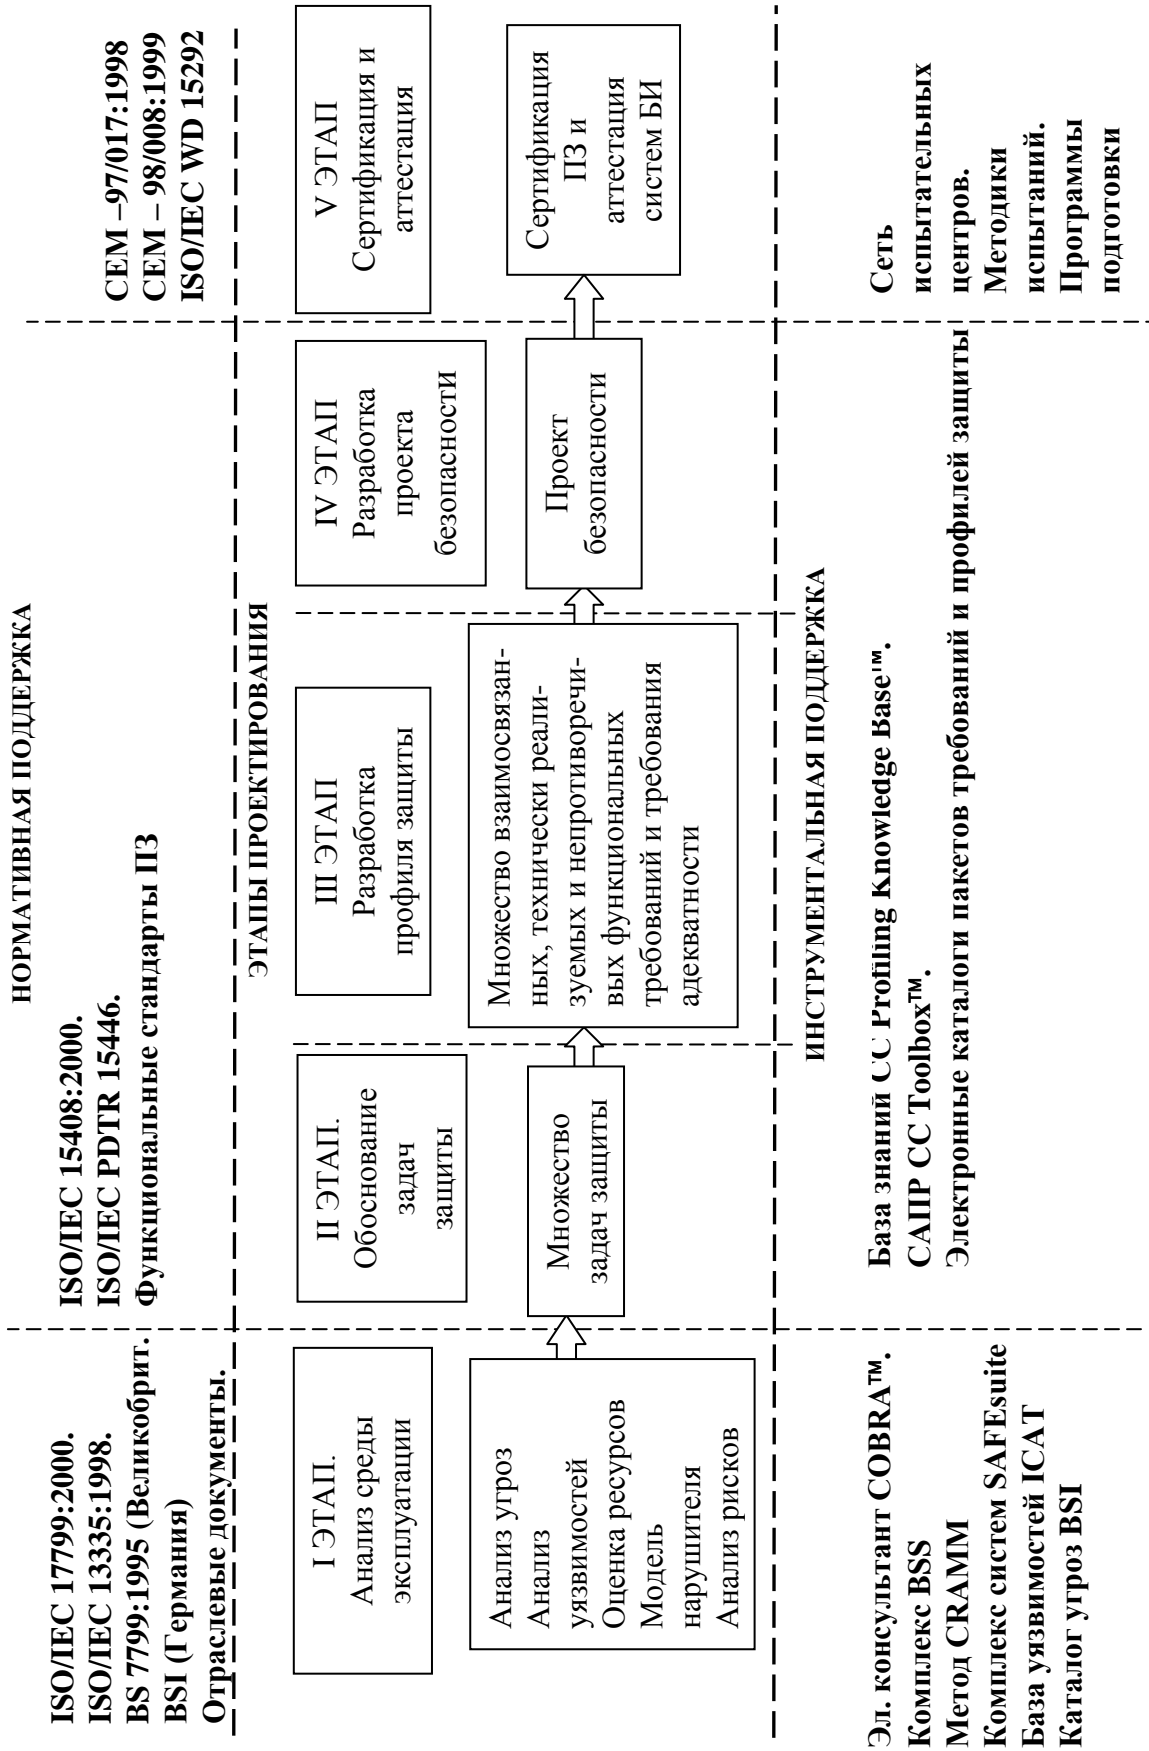 НОРМАТИВНАЯ ПОДДЕРЖКА
ISO/IEC 17799:2000.
ISO/IEC 13335:1998.
BS 7799:1995 (Великобрит.
BSI (Германия)
Отраслевые документы.
ISO/IEC 15408:2000.
ISO/IEC PDTR 15446.
Функциональные стандарты ПЗ
CEM –97/017:1998
CEM – 98/008:1999
ISO/IEC WD 15292
ЭТАПЫ ПРОЕКТИРОВАНИЯ
I ЭТАП.
Анализ среды
эксплуатации
II ЭТАП.
Обоснование
задач
защиты
III ЭТАП
Разработка
профиля защиты
IV ЭТАП
Разработка
проекта
безопасности
V ЭТАП
Сертификация и
аттестация
Анализ угроз
Анализ
уязвимостей
Оценка ресурсов
Модель
нарушителя
Анализ рисков
Множество
задач защиты
Множество взаимосвязан-
ных, технически реали-
зуемых и непротиворечи-
вых функциональных
требований и требования
адекватности
Проект
безопасности
Сертификация
ПЗ и
аттестация
систем БИ
ИНСТРУМЕНТАЛЬНАЯ ПОДДЕРЖКА
Эл. консультант COBRA™.
Комплекс BSS
Метод CRAMM
Комплекс систем SAFEsuite
База уязвимостей ICAT
Каталог угроз BSI
База знаний CC Profiling Knowledge Base™.
САПР CC Toolbox™.
Электронные каталоги пакетов требований и профилей защиты
Сеть
испытательных
центров.
Методики
испытаний.
Программы
подготовки